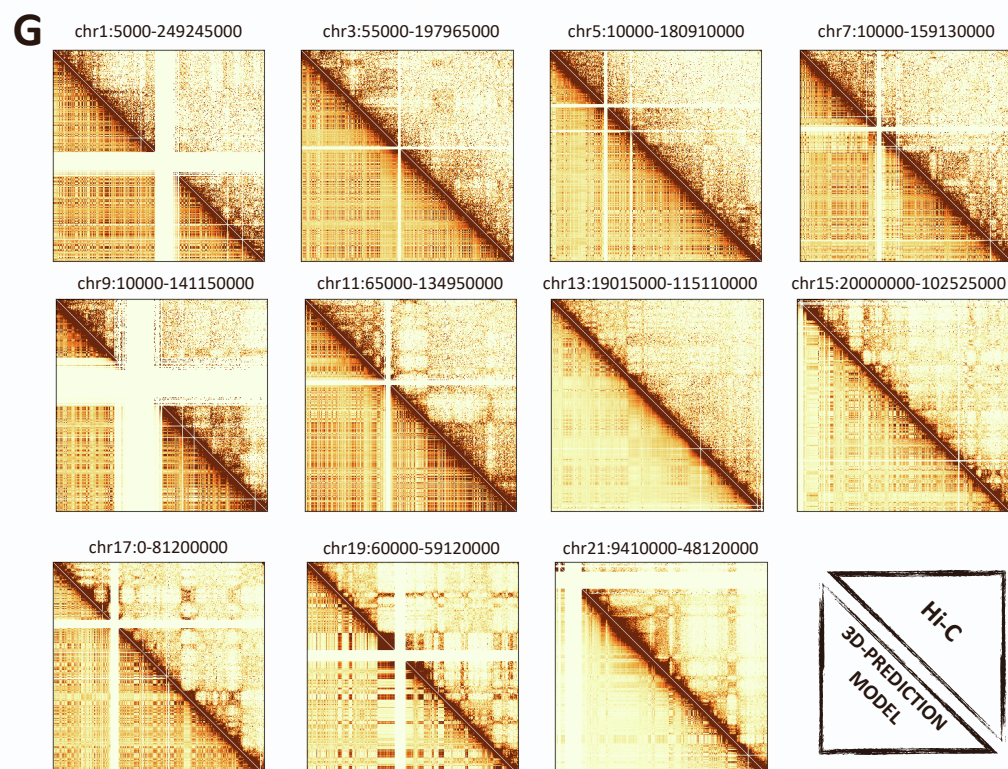 G
chr1:5000-249245000
chr3:55000-197965000
chr5:10000-180910000
chr7:10000-159130000
chr9:10000-141150000
chr11:65000-134950000
chr13:19015000-115110000
chr15:20000000-102525000
chr17:0-81200000
chr19:60000-59120000
chr21:9410000-48120000
Hi-C
3D-PREDICTION
MODEL